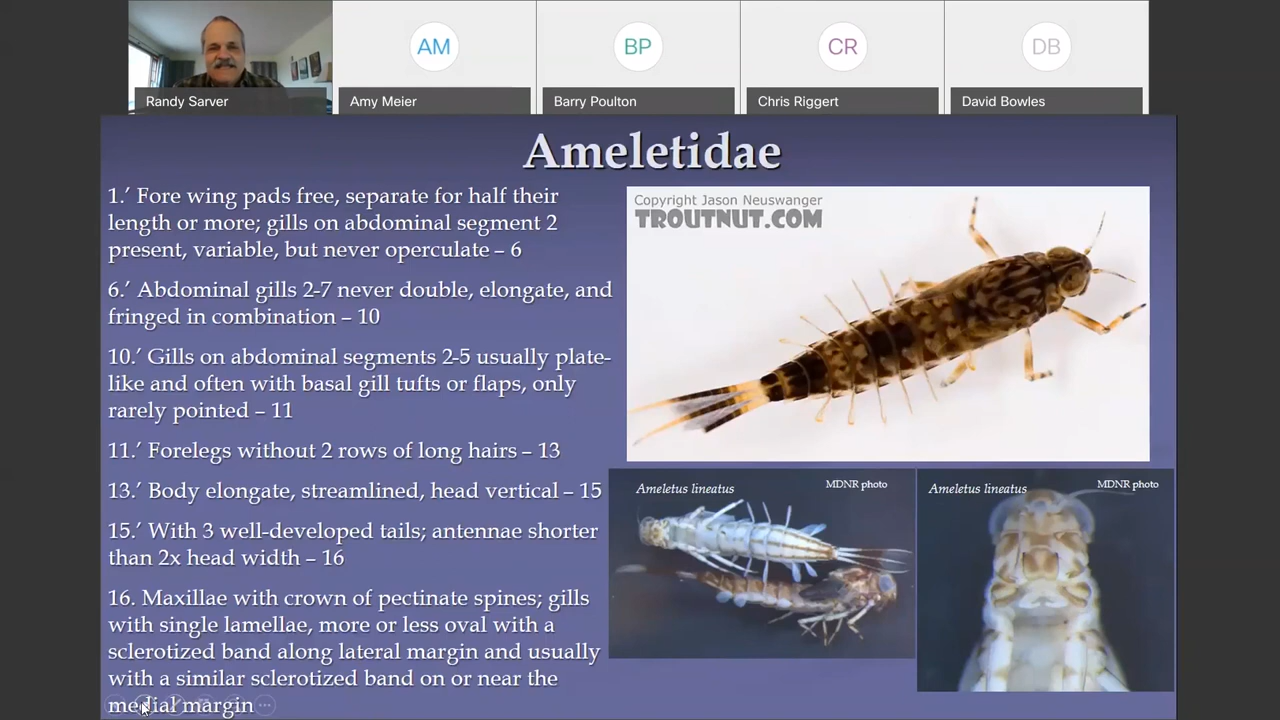 AM
BP
CR
DB
Randy Sarver
Amy Meier
Barry Poulton
Chris Riggert
David Bowles
Ameletidae
1.′ Fore wing pads free, separate for half their
length or more; gills on abdominal segment 2
present, variable, but never operculate – 6
6.′ Abdominal gills 2-7 never double, elongate, and
fringed in combination – 10
10.′ Gills on abdominal segments 2-5 usually plate-
like and often with basal gill tufts or flaps, only
rarely pointed – 11
11.′ Forelegs without 2 rows of long hairs – 13
13.′ Body elongate, streamlined, head vertical – 15
15.′ With 3 well-developed tails; antennae shorter
than 2x head width – 16
16. Maxillae with crown of pectinate spines; gills
with single lamellae, more or less oval with a
sclerotized band along lateral margin and usually
with a similar sclerotized band on or near the
medial margin
Copyright Jason Neuswanger
TROUTNUT.COM
Ameletus lineatus
MDNR photo
Ameletus lineatus
MDNR photo